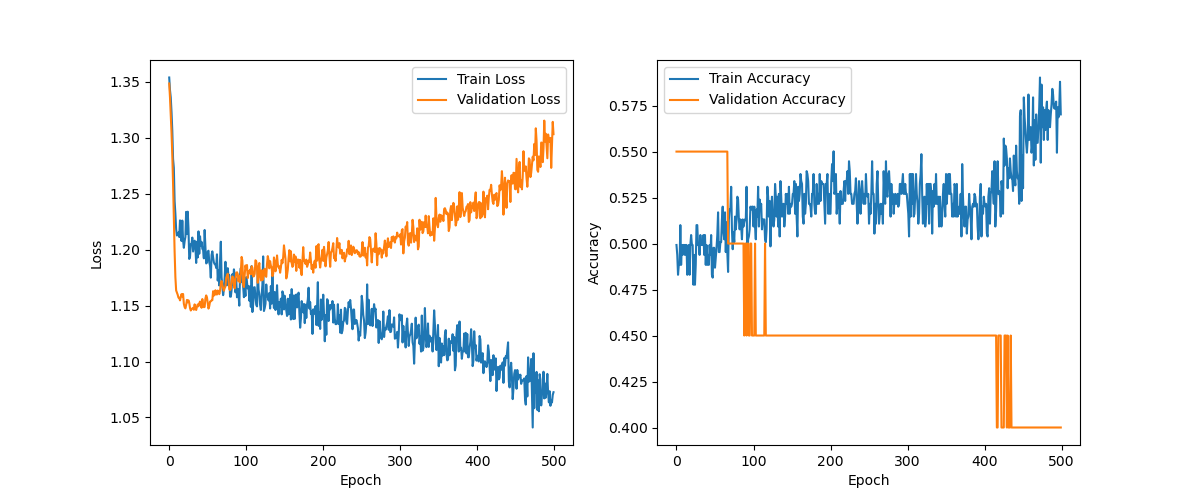 Train Loss
Validation Loss
1.35
1.30
1.25
1.20
1.15
1.10
1.05
Loss
0 100 200 300 400 500
Epoch
Train Accuracy
Validation Accuracy
0.575
0.550
0.525
0.500
0.475
0.450
0.425
0.400
Accuracy
0 100 200 300 400 500
Epoch